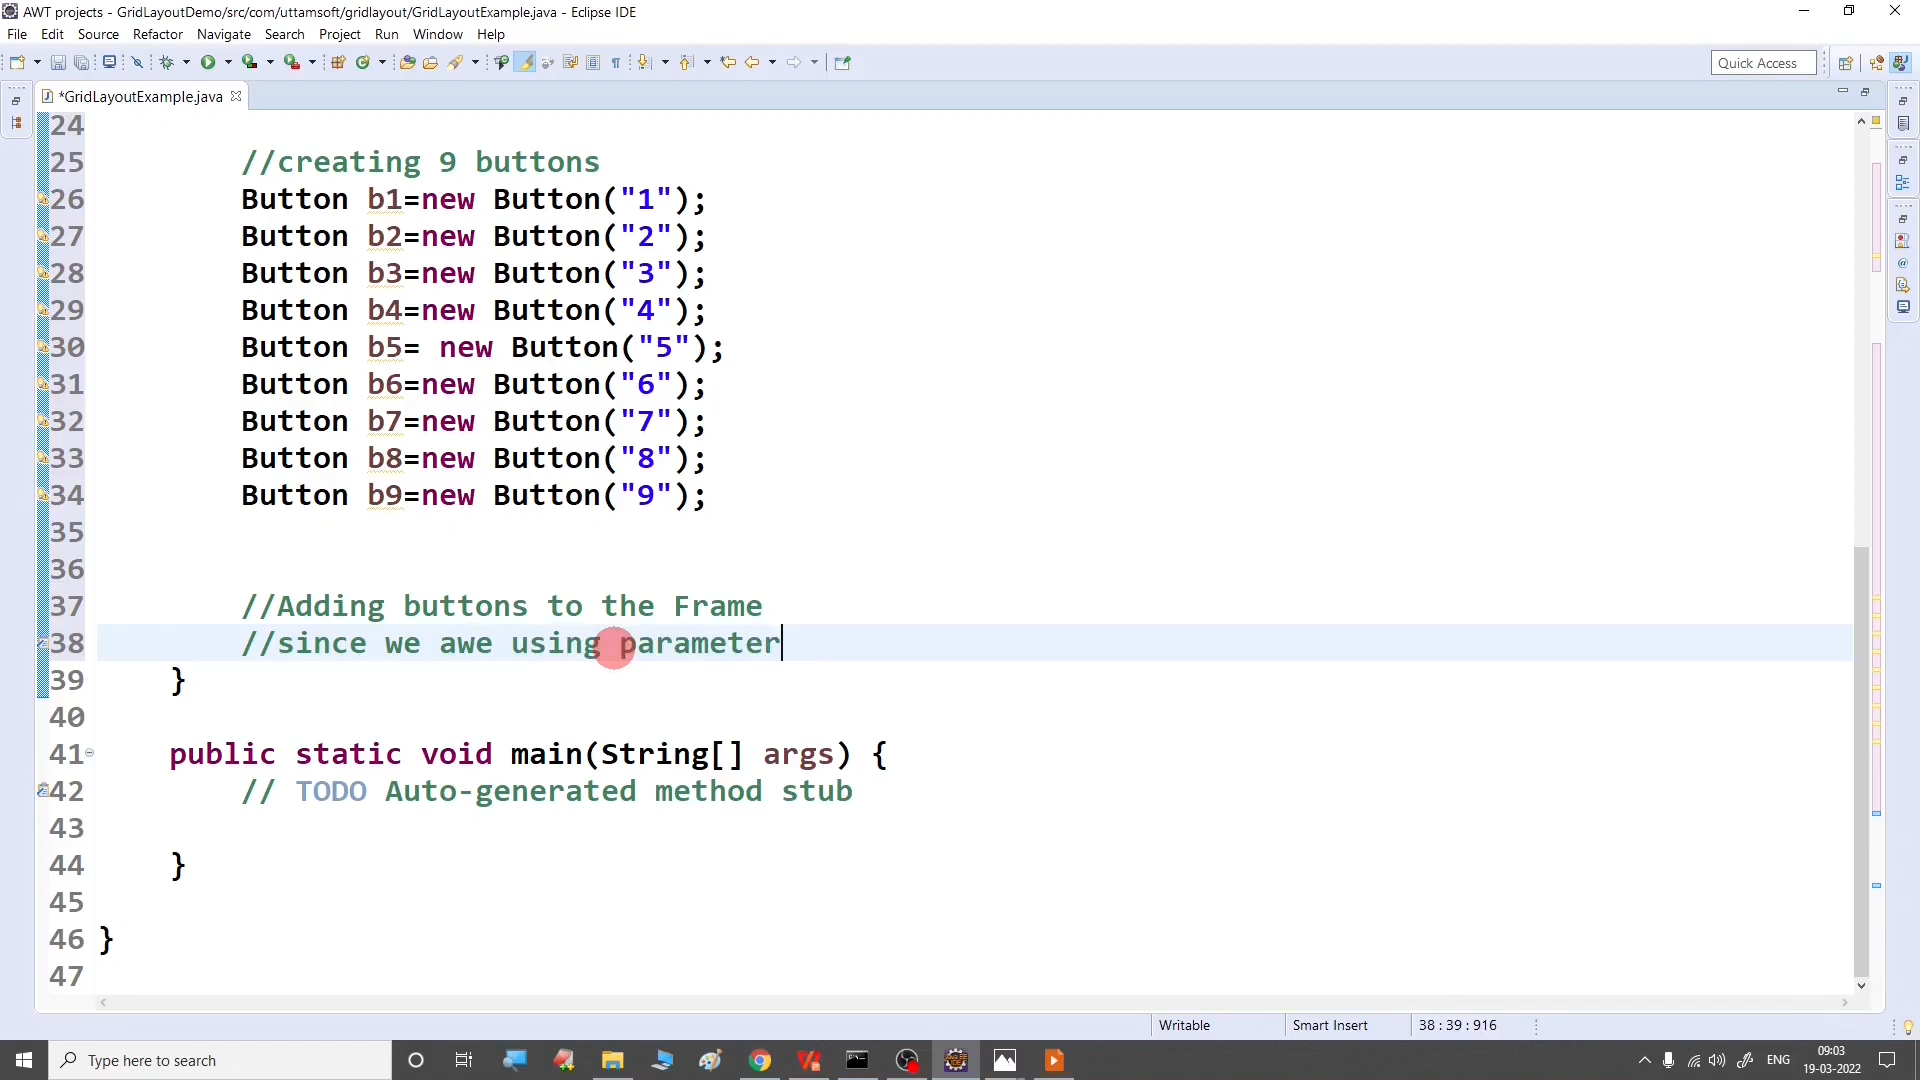 AWT projects - GridLayoutDemo/src/com/uttamsoft/gridlayout/GridLayoutExample.java - Eclipse IDE
File Edit Source Refactor Navigate Search Project Run Window Help
Quick Access
*GridLayoutExample.java
24
25 //creating 9 buttons
26 Button b1=new Button("1");
27 Button b2=new Button("2");
28 Button b3=new Button("3");
29 Button b4=new Button("4");
30 Button b5= new Button("5");
31 Button b6=new Button("6");
32 Button b7=new Button("7");
33 Button b8=new Button("8");
34 Button b9=new Button("9");
35
36
37 //Adding buttons to the Frame
38 //since we awe using parameter
39 }
40
41 public static void main(String[] args) {
42 // TODO Auto-generated method stub
43
44 }
45
46 }
47
Writable Smart Insert 38 : 39 : 916
Type here to search
ENG
09:03
19-03-2022